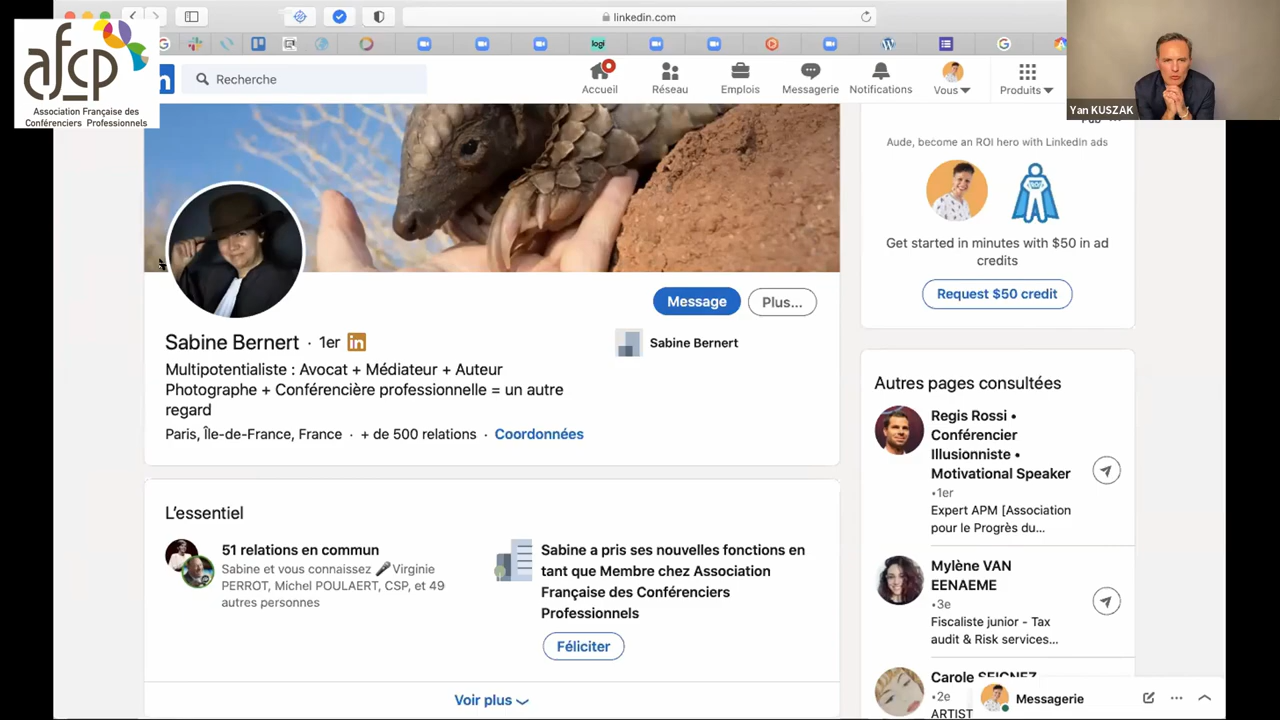 afcp
Association Française des
Conférenciers Professionnels
linkedin.com
logi
Recherche
Accueil
Réseau
Emplois
Messagerie
Notifications
Vous
Produits
Yan KUSZAK
Aude, become an ROI hero with LinkedIn ads
Get started in minutes with $50 in ad
credits
Request $50 credit
Message
Plus...
Sabine Bernert · 1er in
Sabine Bernert
Multipotentialiste : Avocat + Médiateur + Auteur
Photographe + Conférencière professionnelle = un autre
regard
Paris, Île-de-France, France · + de 500 relations · Coordonnées
L'essentiel
51 relations en commun
Sabine et vous connaissez 🎤Virginie
PERROT, Michel POULAERT, CSP, et 49
autres personnes
Sabine a pris ses nouvelles fonctions en
tant que Membre chez Association
Française des Conférenciers
Professionnels
Féliciter
Voir plus
Autres pages consultées
Regis Rossi •
Conférencier
Illusionniste •
Motivational Speaker
•1er
Expert APM [Association
pour le Progrès du...
Mylène VAN
EENAEME
•3e
Fiscaliste junior - Tax
audit & Risk services...
Carole SEIGNEZ
•2e
ARTIST
Messagerie